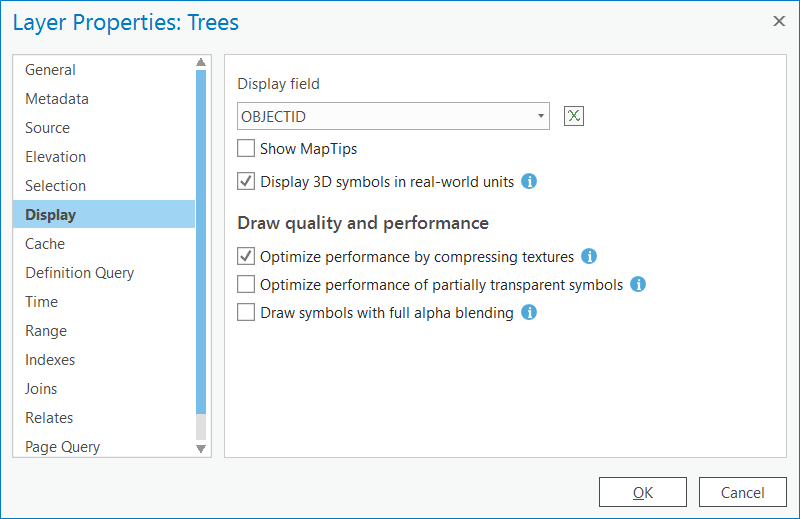 Layer Properties: Trees
General
Metadata
Source
Elevation
Selection
Display
Cache
Definition Query
Time
Range
Indexes
Joins
Relates
Page Query
Display field
OBJECTID
Show MapTips
Display 3D symbols in real-world units
Draw quality and performance
Optimize performance by compressing textures
Optimize performance of partially transparent symbols
Draw symbols with full alpha blending
OK
Cancel